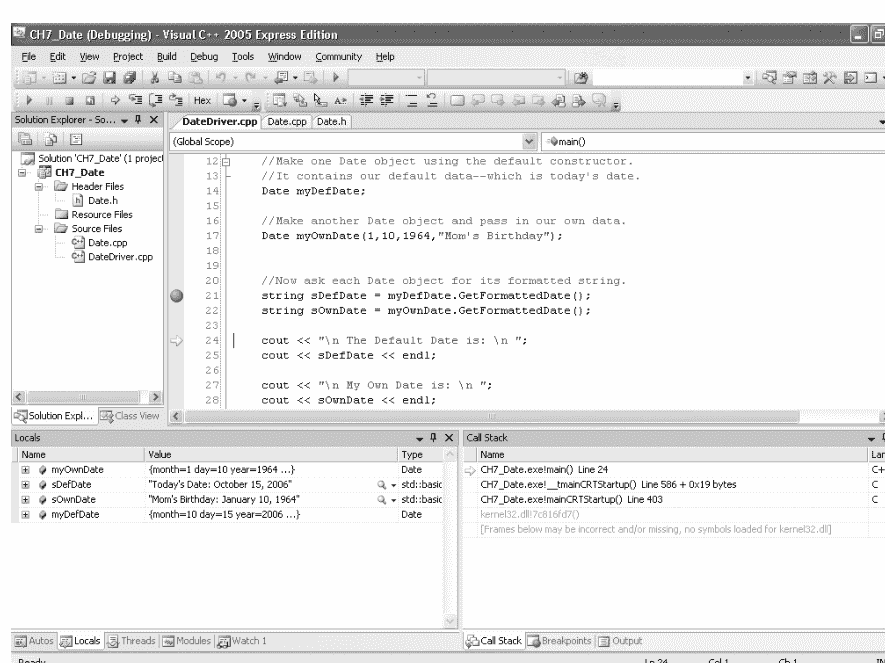 CH7_Date (Debugging) - Visual C++ 2005 Express Edition
File Edit View Project Build Debug Tools Window Community Help
Hex
Solution Explorer - So...
DateDriver.cpp Date.cpp Date.h
(Global Scope)
main()
Solution 'CH7_Date' (1 project
CH7_Date
Header Files
Date.h
Resource Files
Source Files
Date.cpp
DateDriver.cpp
Solution Expl... Class View
12 //Make one Date object using the default constructor.
13 //It contains our default data--which is today's date.
14 Date myDefDate;
15
16 //Make another Date object and pass in our own data.
17 Date myOwnDate(1,10,1964,"Mom's Birthday");
18
19
20 //Now ask each Date object for its formatted string.
21 string sDefDate = myDefDate.GetFormattedDate();
22 string sOwnDate = myOwnDate.GetFormattedDate();
23
24 cout << "\n The Default Date is: \n ";
25 cout << sDefDate << endl;
26
27 cout << "\n My Own Date is: \n ";
28 cout << sOwnDate << endl;
Locals
Name Value Type
myOwnDate {month=1 day=10 year=1964 ...} Date
sDefDate "Today's Date: October 15, 2006" std::basic
sOwnDate "Mom's Birthday: January 10, 1964" std::basic
myDefDate {month=10 day=15 year=2006 ...} Date
Autos Locals Threads Modules Watch 1
Call Stack
Name Lan
CH7_Date.exe!main() Line 24 C+
CH7_Date.exe!__tmainCRTStartup() Line 586 + 0x19 bytes C
CH7_Date.exe!mainCRTStartup() Line 403 C
kernel32.dll!7c816fd7()
[Frames below may be incorrect and/or missing, no symbols loaded for kernel32.dll]
Call Stack Breakpoints Output
Ready Ln 24 Col 1 Ch 1 IN